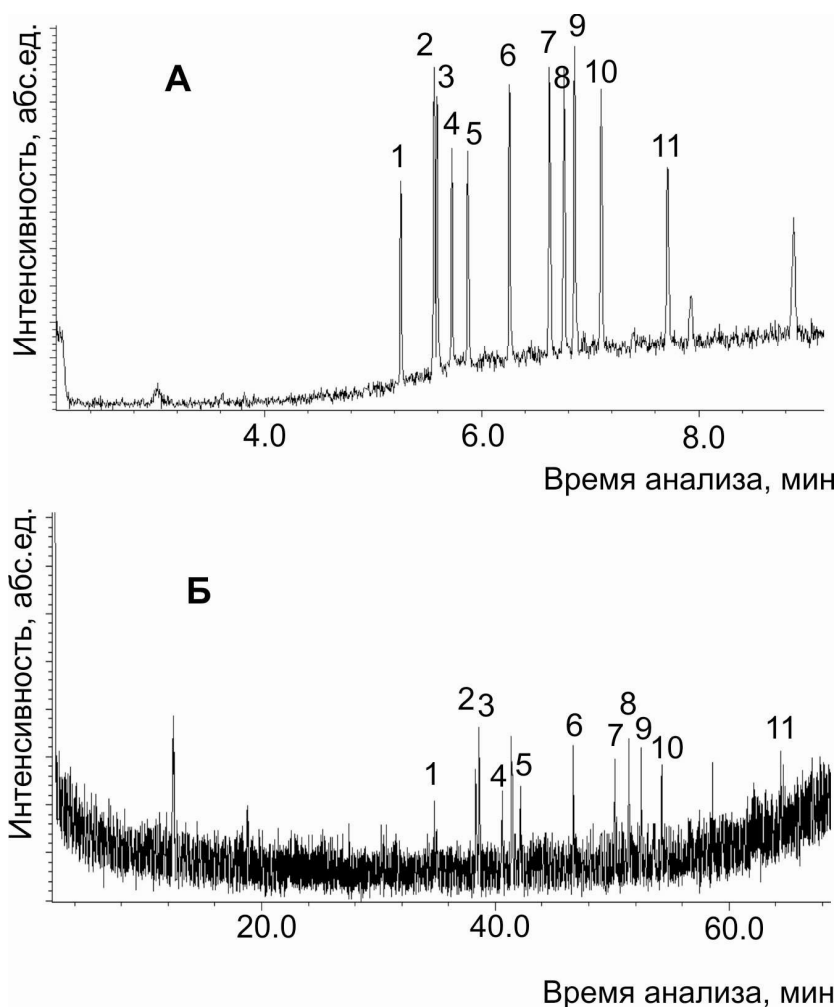 Интенсивность, абс.ед.
А
1
2
3
4
5
6
7
8
9
10
11
4.0 6.0 8.0
Время анализа, мин
Интенсивность, абс.ед.
Б
1
2
3
4
5
6
7
8
9
10
11
20.0 40.0 60.0
Время анализа, мин